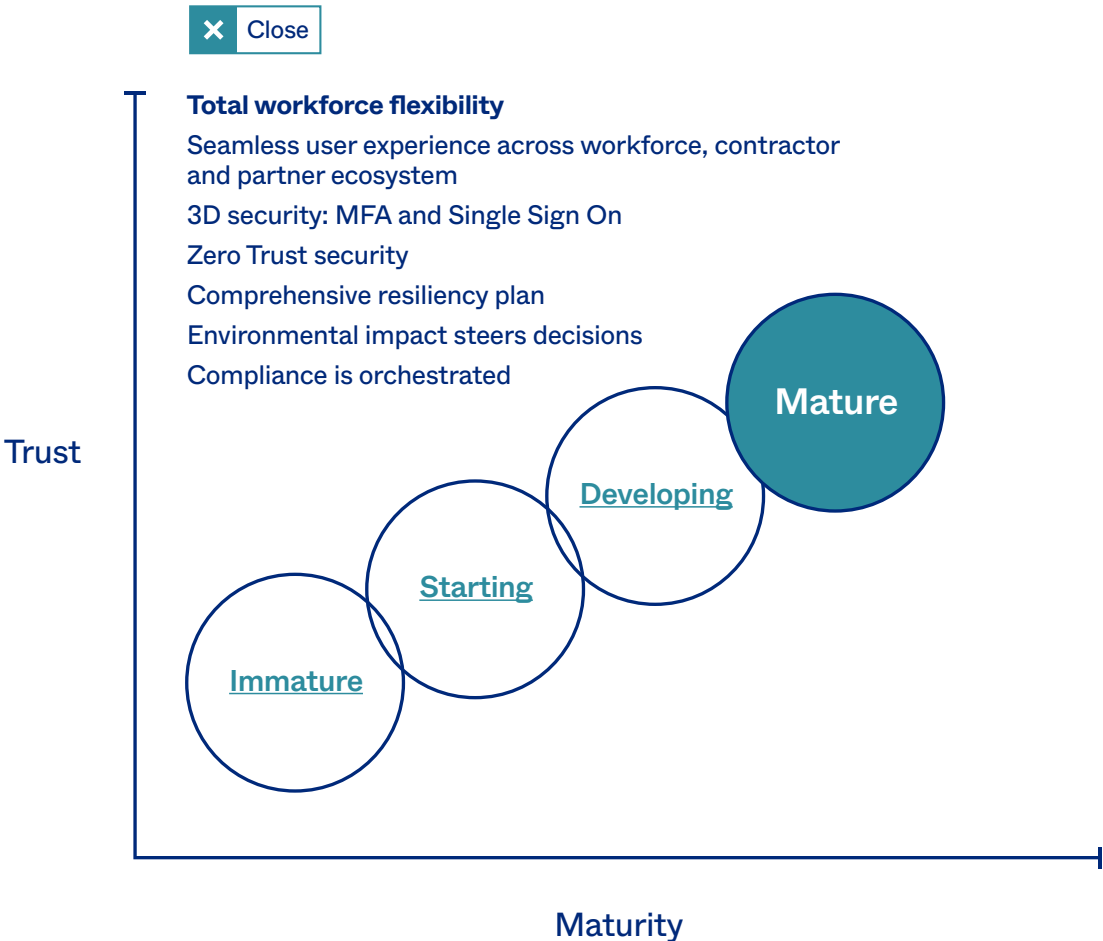 Close
Total workforce flexibility
Seamless user experience across workforce, contractor
and partner ecosystem
3D security: MFA and Single Sign On
Zero Trust security
Comprehensive resiliency plan
Environmental impact steers decisions
Compliance is orchestrated
Mature
Trust
Developing
Starting
Immature
Maturity